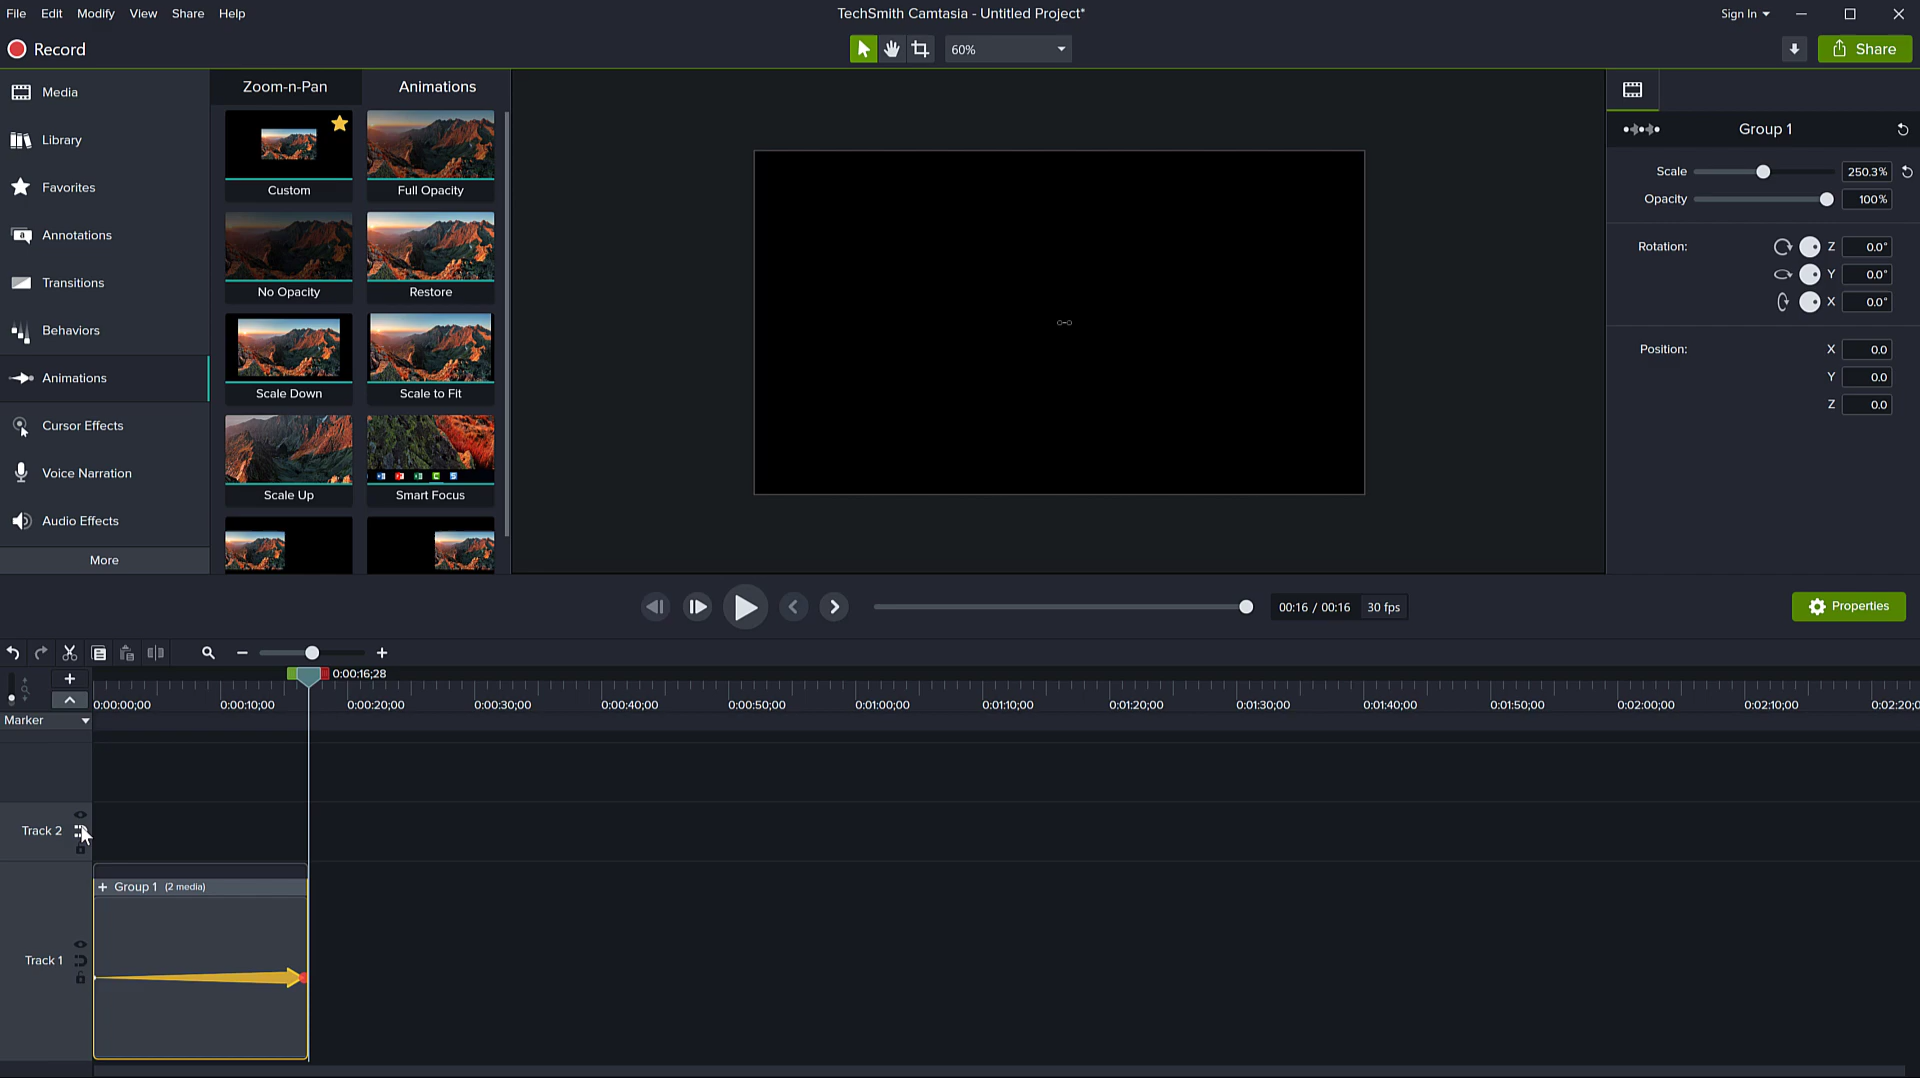 File Edit Modify View Share Help
TechSmith Camtasia - Untitled Project*
Sign In
Record
60%
Share
Media
Library
Favorites
Annotations
Transitions
Behaviors
Animations
Cursor Effects
Voice Narration
Audio Effects
More
Zoom-n-Pan Animations
Custom Full Opacity
No Opacity Restore
Scale Down Scale to Fit
Scale Up Smart Focus
Group 1
Scale 250.3%
Opacity 100%
Rotation: Z 0.0°
Y 0.0°
X 0.0°
Position: X 0.0
Y 0.0
Z 0.0
00:16 / 00:16 30 fps
Properties
0:00:16;28
0:00:00;00 0:00:10;00 0:00:20;00 0:00:30;00 0:00:40;00 0:00:50;00 0:01:00;00 0:01:10;00 0:01:20;00 0:01:30;00 0:01:40;00 0:01:50;00 0:02:00;00 0:02:10;00 0:02:20;0
Marker
Track 2
+ Group 1 (2 media)
Track 1